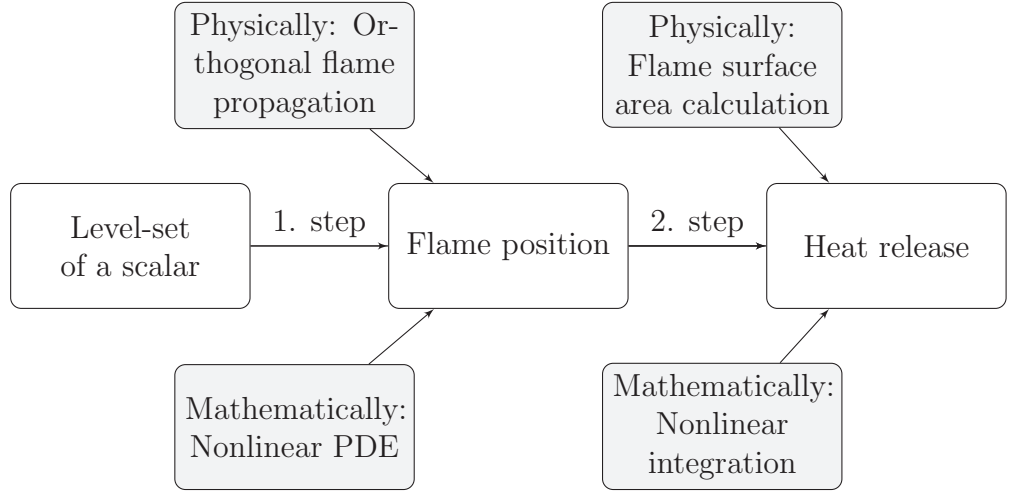 Physically: Or-
thogonal flame
propagation
Physically:
Flame surface
area calculation
Level-set
of a scalar
1. step
Flame position
2. step
Heat release
Mathematically:
Nonlinear PDE
Mathematically:
Nonlinear
integration